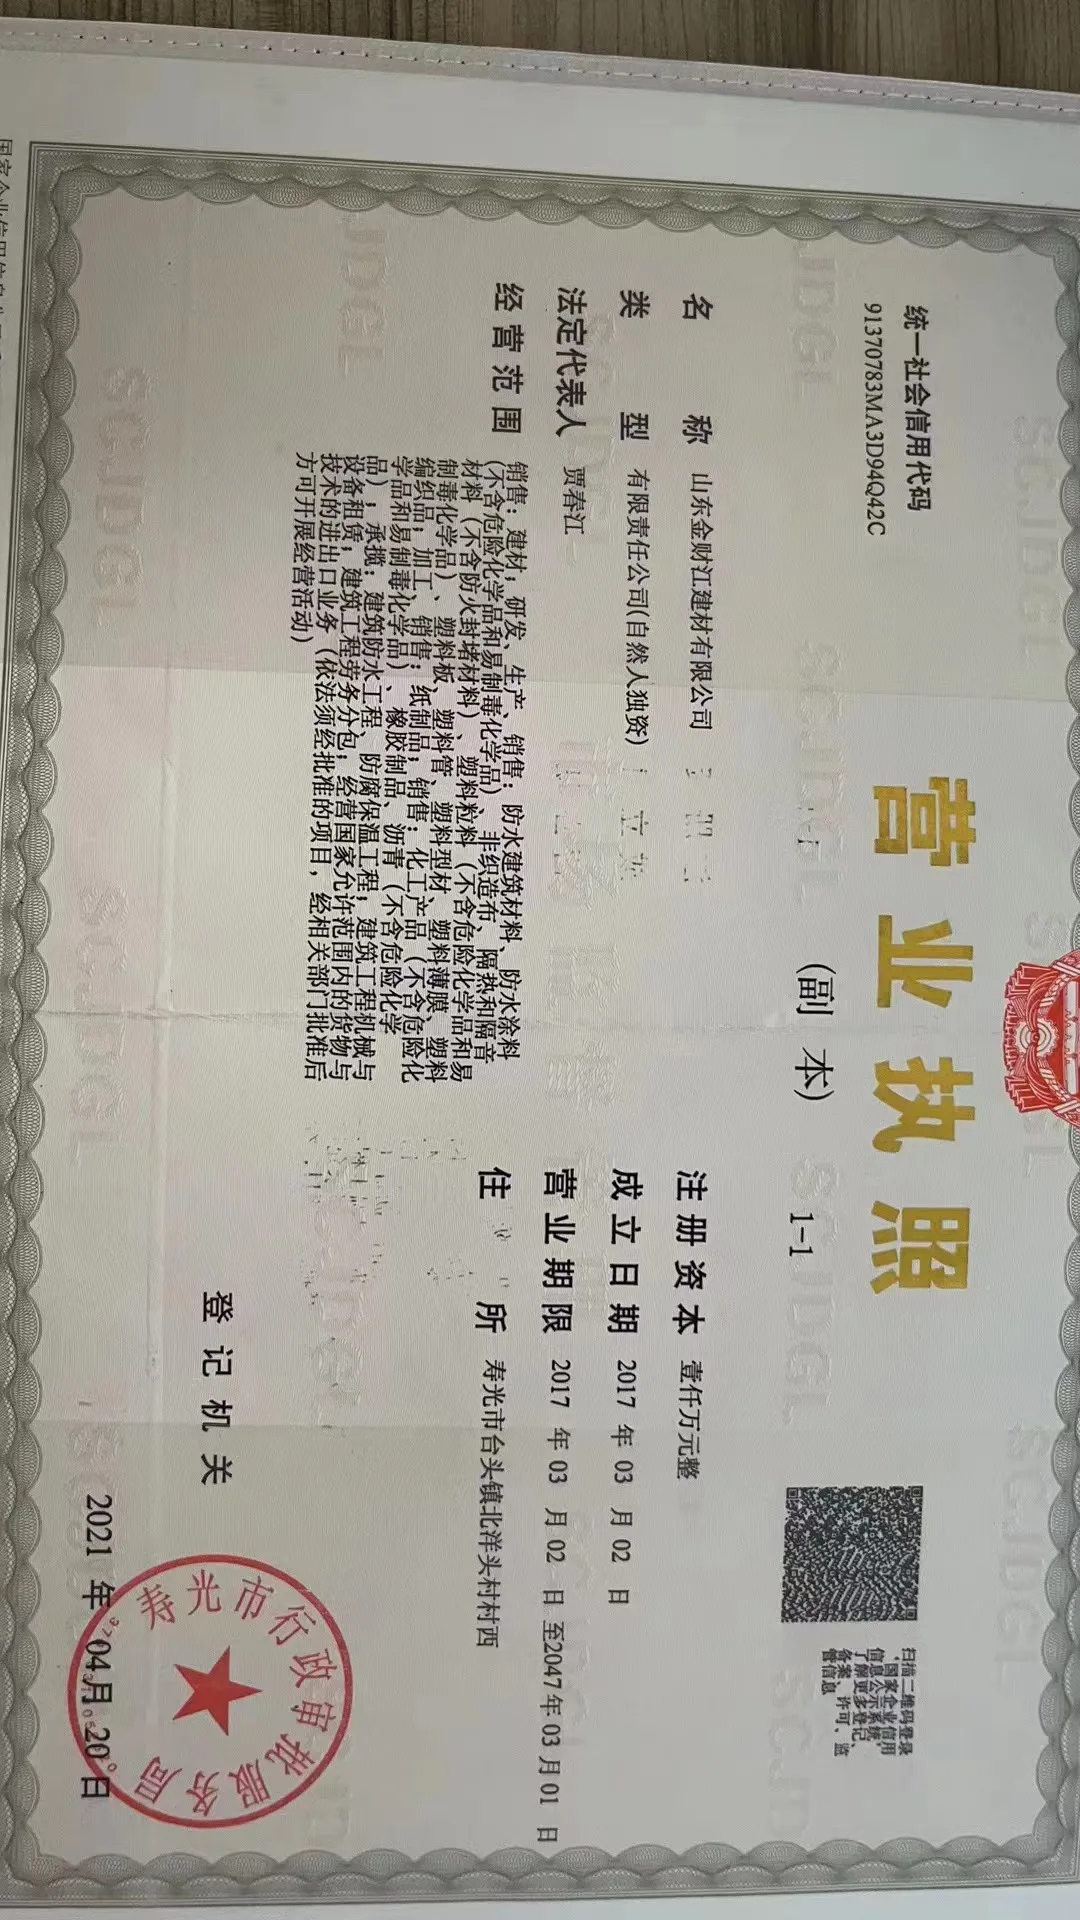 营业执照
(副本) 1-1
统一社会信用代码
91370783MA3D94Q42C
扫描二维码登录
国家企业信用
信息公示系统,
了解更多登记、
备案、许可、监
管信息
名称 山东金财江建材有限公司
类型 有限责任公司(自然人独资)
法定代表人 贾春江
经营范围 销售:建材;研发、生产、销售:防水建筑材料、防水涂料
(不含危险化学品和易制毒化学品)、非织造布、隔热和隔音
材料(不含防火封堵材料)、塑料粒料(不含危险化学品和易
制毒化学品)、塑料板、塑料管、塑料型材、塑料薄膜、塑料
编织品;加工、销售:纸制品;销售:化工产品(不含危险化
学品和易制毒化学品)、橡胶制品、沥青(不含危险化学
品);承揽:建筑防水工程、防腐保温工程;建筑工程机械与
设备租赁;建筑工程劳务分包;经营国家允许范围内的货物与
技术的进出口业务(依法须经批准的项目,经相关部门批准后
方可开展经营活动)
注册资本 壹仟万元整
成立日期 2017年03月02日
营业期限 2017年03月02日至2047年03月01日
住所 寿光市台头镇北洋头村村西
登记机关
寿光市行政审批服务局
2021年04月20日
SCJDGL